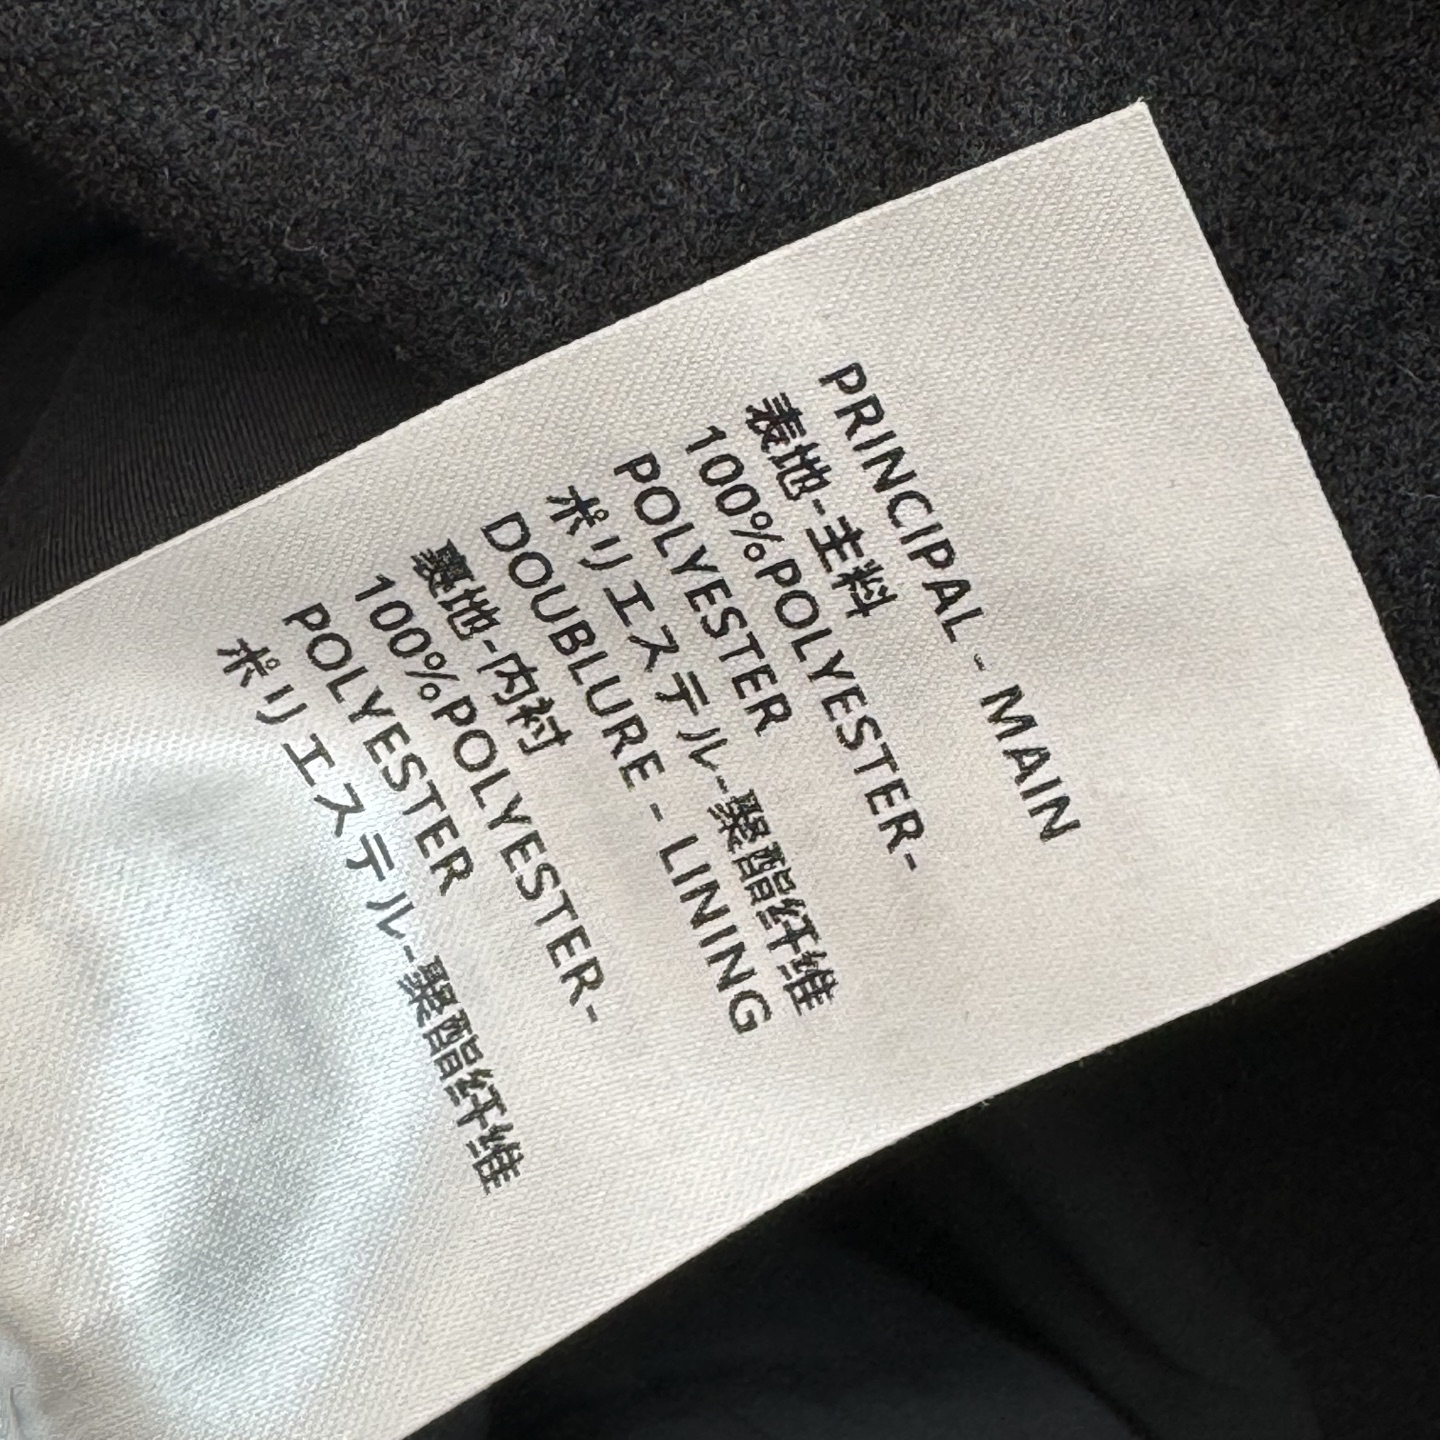 PRINCIPAL - MAIN
表地-主料
100%POLYESTER-
POLYESTER
ポリエステル-聚酯纤维
DOUBLURE - LINING
裏地-内衬
100%POLYESTER-
POLYESTER
ポリエステル-聚酯纤维